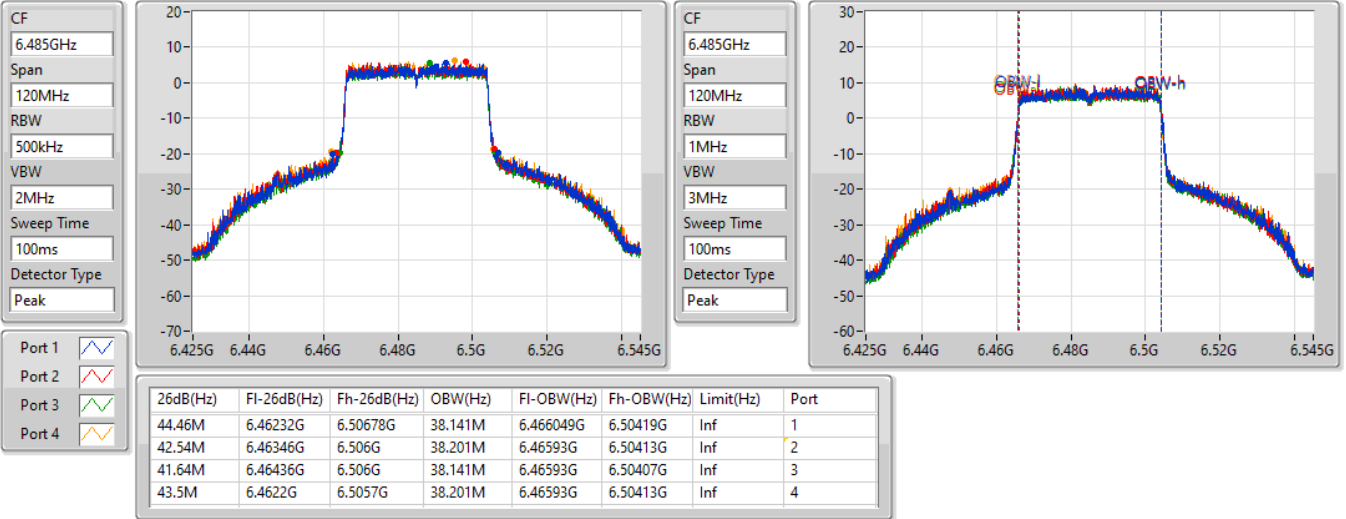 CF
6.485GHz
Span
120MHz
RBW
500kHz
VBW
2MHz
Sweep Time
100ms
Detector Type
Peak
20
10
0
-10
-20
-30
-40
-50
-60
-70
6.425G 6.44G 6.46G 6.48G 6.5G 6.52G 6.545G
CF
6.485GHz
Span
120MHz
RBW
1MHz
VBW
3MHz
Sweep Time
100ms
Detector Type
Peak
30
20
10
0
-10
-20
-30
-40
-50
-60
OBW-l OBW-h
6.425G 6.44G 6.46G 6.48G 6.5G 6.52G 6.545G
Port 1
Port 2
Port 3
Port 4
26dB(Hz) Fl-26dB(Hz) Fh-26dB(Hz) OBW(Hz) Fl-OBW(Hz) Fh-OBW(Hz) Limit(Hz) Port
44.46M 6.46232G 6.50678G 38.141M 6.466049G 6.50419G Inf 1
42.54M 6.46346G 6.506G 38.201M 6.46593G 6.50413G Inf 2
41.64M 6.46436G 6.506G 38.141M 6.46593G 6.50407G Inf 3
43.5M 6.4622G 6.5057G 38.201M 6.46593G 6.50413G Inf 4